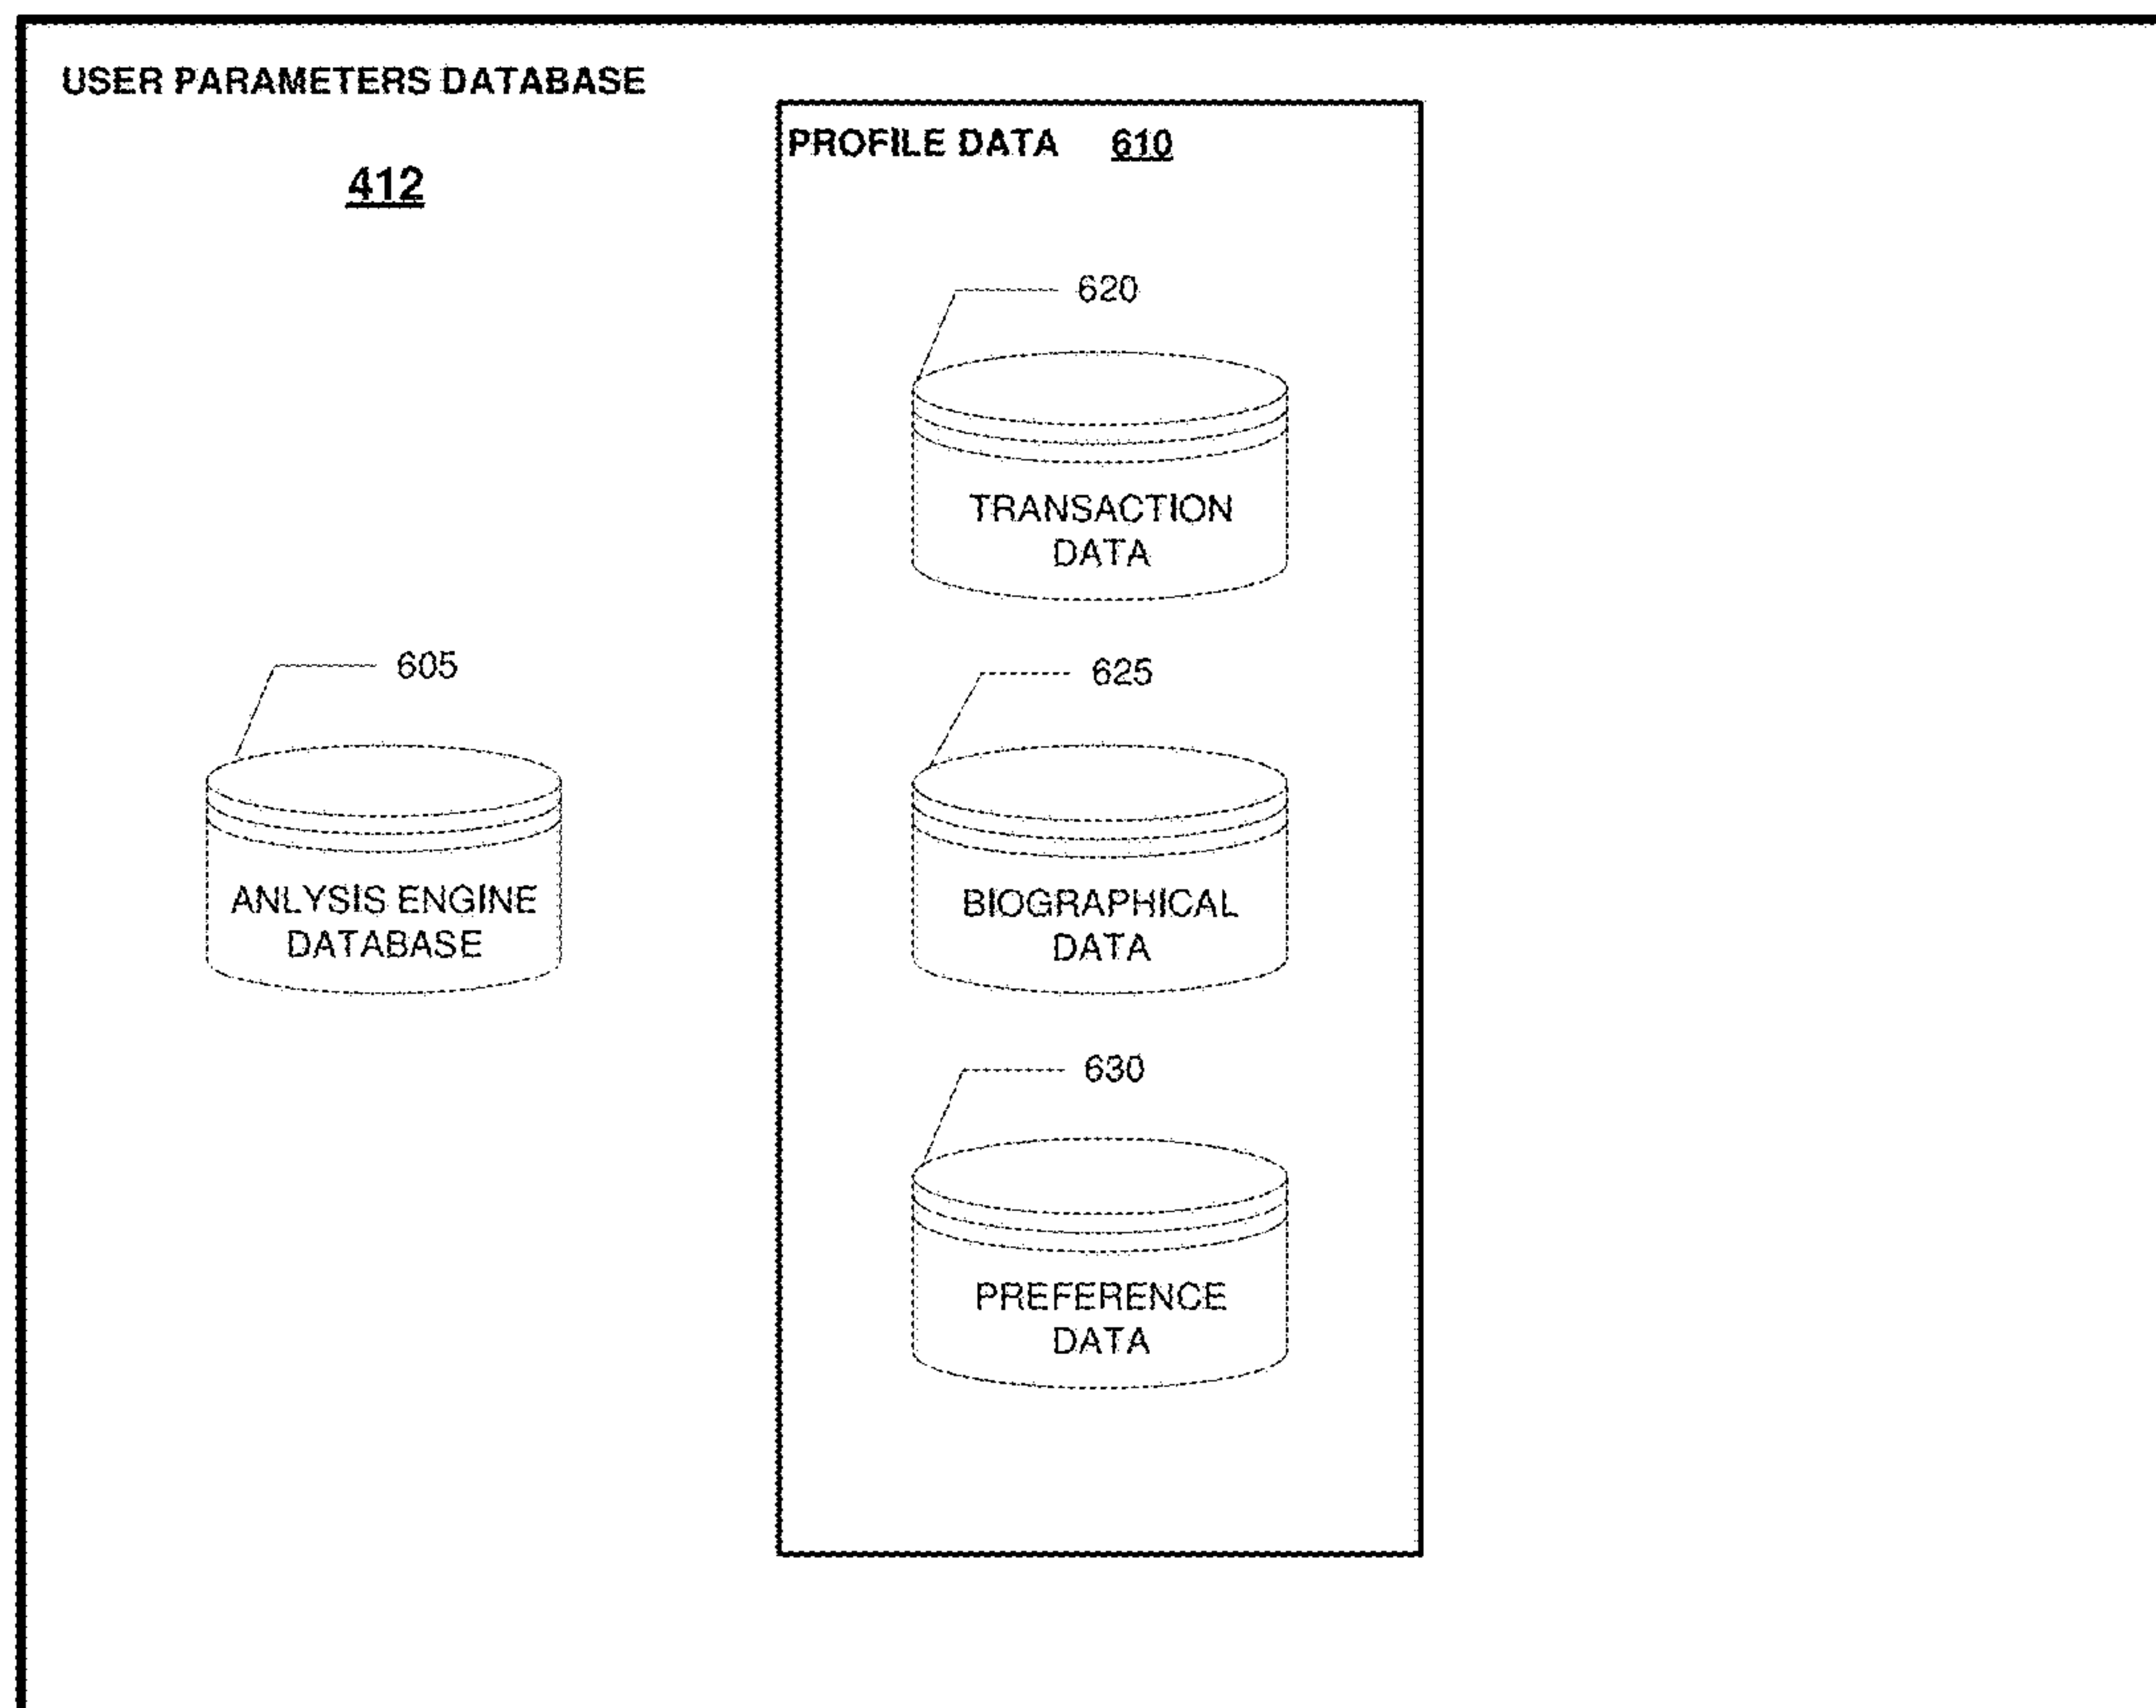 USER PARAMETERS DATABASE
412
PROFILE DATA 610
620
TRANSACTION
DATA
605
ANLYSIS ENGINE
DATABASE
625
BIOGRAPHICAL
DATA
630
PREFERENCE
DATA